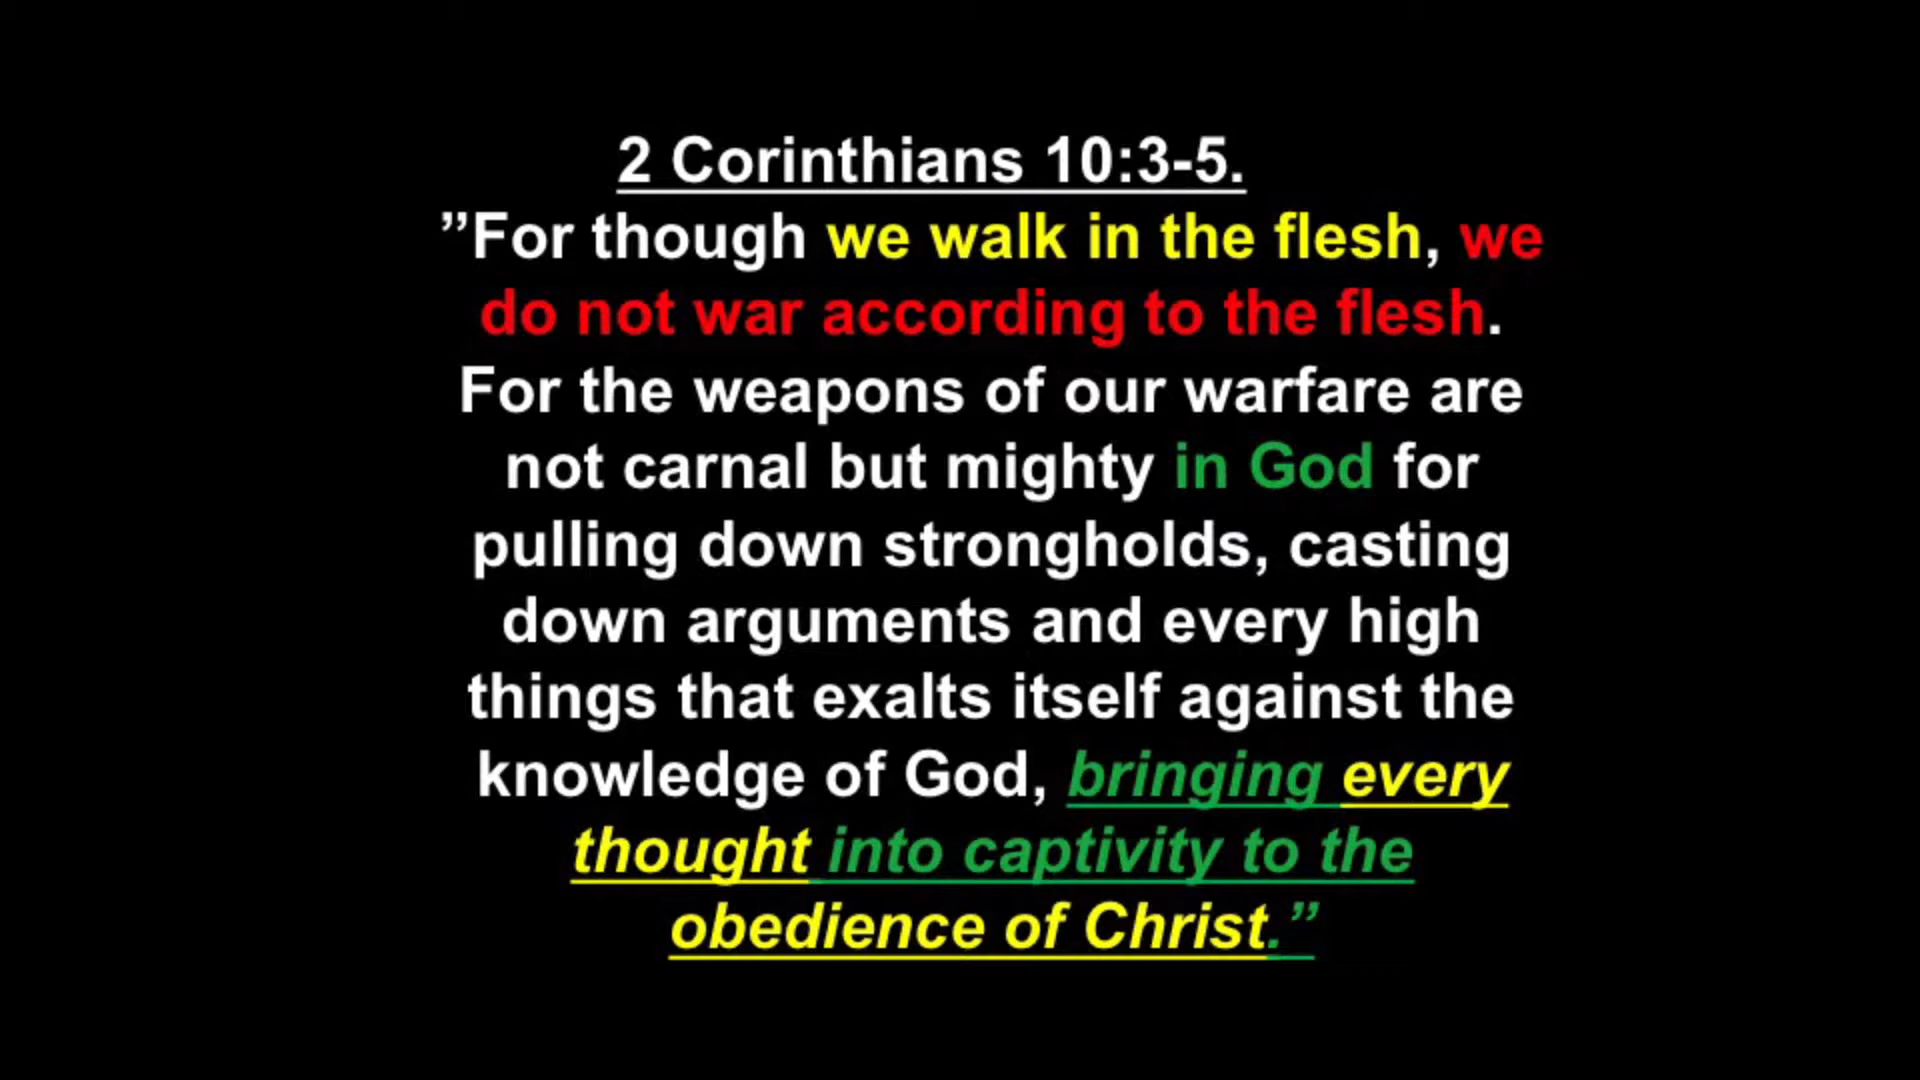 2 Corinthians 10:3-5.
”For though we walk in the flesh, we
do not war according to the flesh.
For the weapons of our warfare are
not carnal but mighty in God for
pulling down strongholds, casting
down arguments and every high
things that exalts itself against the
knowledge of God, bringing every
thought into captivity to the
obedience of Christ.”